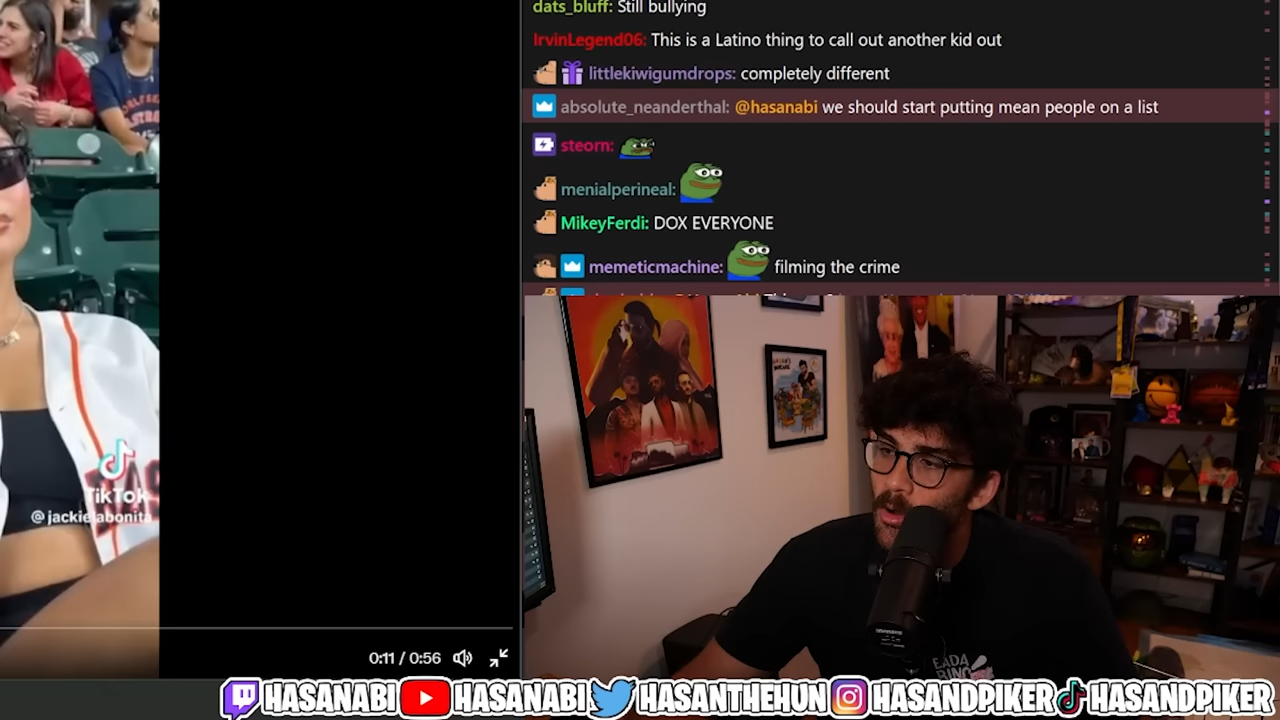 dats_bluff: Still bullying
IrvinLegend06: This is a Latino thing to call out another kid out
littlekiwigumdrops: completely different
absolute_neanderthal: @hasanabi we should start putting mean people on a list
steorn:
menialperineal:
MikeyFerdi: DOX EVERYONE
memeticmachine: filming the crime
TikTok
@jackielabonita
0:11 / 0:56
HASANABI HASANABI HASANTHEHUN HASANDPIKER HASANDPIKER